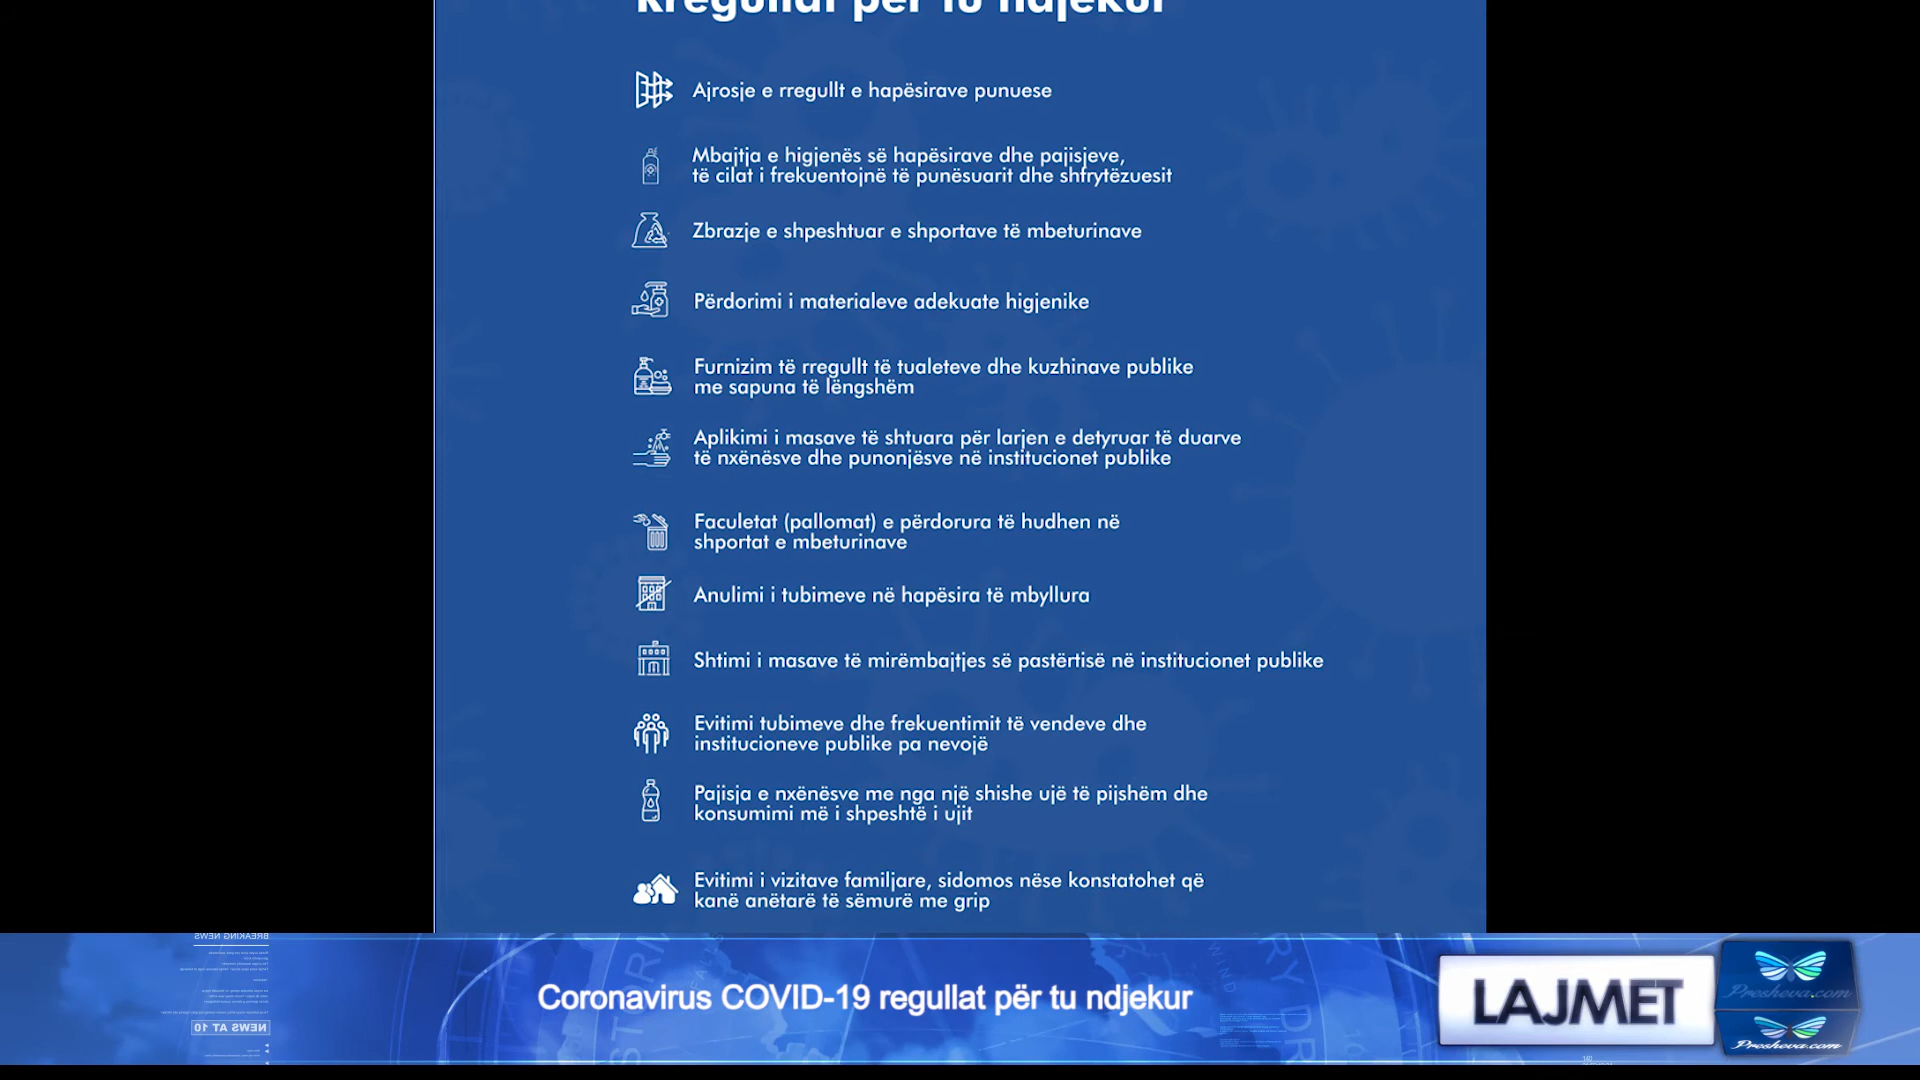 Rregullat për tu ndjekur
Ajrosje e rregullt e hapësirave punuese
Mbajtja e higjenës së hapësirave dhe pajisjeve,
të cilat i frekuentojnë të punësuarit dhe shfrytëzuesit
Zbrazje e shpeshtuar e shportave të mbeturinave
Përdorimi i materialeve adekuate higjenike
Furnizim të rregullt të tualeteve dhe kuzhinave publike
me sapuna të lëngshëm
Aplikimi i masave të shtuara për larjen e detyruar të duarve
të nxënësve dhe punonjësve në institucionet publike
Faculetat (pallomat) e përdorura të hudhen në
shportat e mbeturinave
Anulimi i tubimeve në hapësira të mbyllura
Shtimi i masave të mirëmbajtjes së pastërtisë në institucionet publike
Evitimi tubimeve dhe frekuentimit të vendeve dhe
institucioneve publike pa nevojë
Pajisja e nxënësve me nga një shishe ujë të pijshëm dhe
konsumimi më i shpeshtë i ujit
Evitimi i vizitave familjare, sidomos nëse konstatohet që
kanë anëtarë të sëmurë me grip
BREAKING NEWS
NEWS AT 10
WIND
Coronavirus COVID-19 regullat për tu ndjekur
LAJMET
Presheva.com
Presheva.com